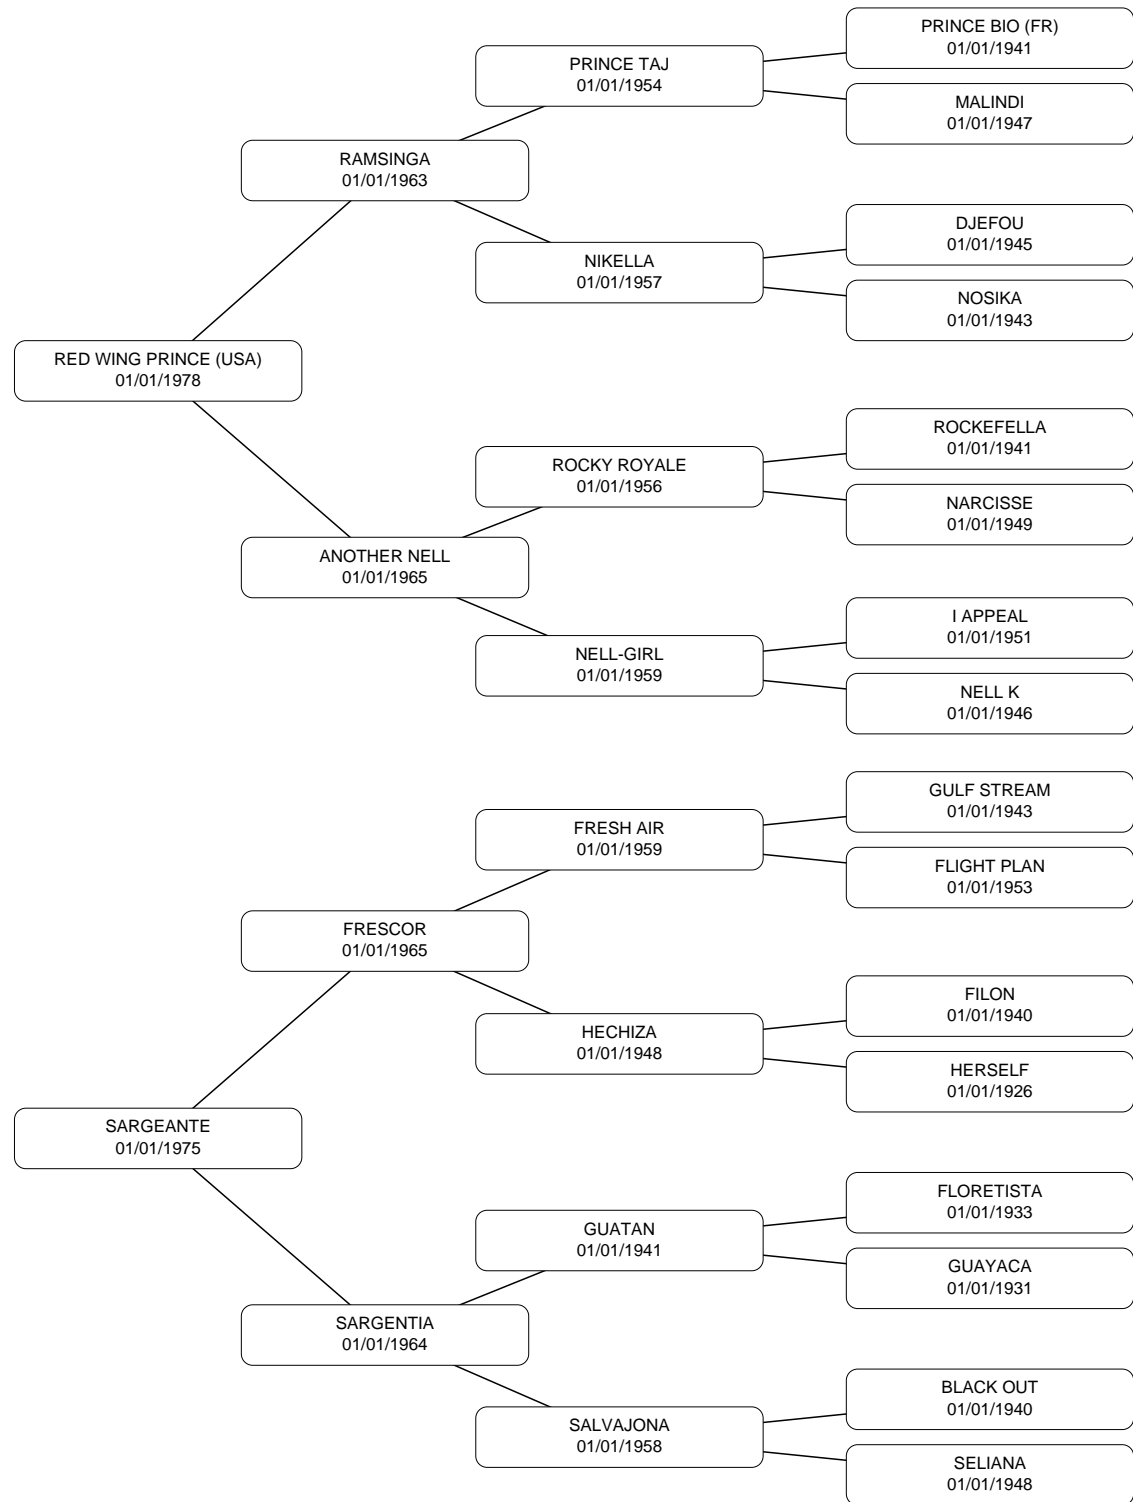 PRINCE BIO (FR)
01/01/1941
PRINCE TAJ
01/01/1954
MALINDI
01/01/1947
RAMSINGA
01/01/1963
DJEFOU
01/01/1945
NIKELLA
01/01/1957
NOSIKA
01/01/1943
RED WING PRINCE (USA)
01/01/1978
ROCKEFELLA
01/01/1941
ROCKY ROYALE
01/01/1956
NARCISSE
01/01/1949
ANOTHER NELL
01/01/1965
I APPEAL
01/01/1951
NELL-GIRL
01/01/1959
NELL K
01/01/1946
GULF STREAM
01/01/1943
FRESH AIR
01/01/1959
FLIGHT PLAN
01/01/1953
FRESCOR
01/01/1965
FILON
01/01/1940
HECHIZA
01/01/1948
HERSELF
01/01/1926
SARGEANTE
01/01/1975
FLORETISTA
01/01/1933
GUATAN
01/01/1941
GUAYACA
01/01/1931
SARGENTIA
01/01/1964
BLACK OUT
01/01/1940
SALVAJONA
01/01/1958
SELIANA
01/01/1948